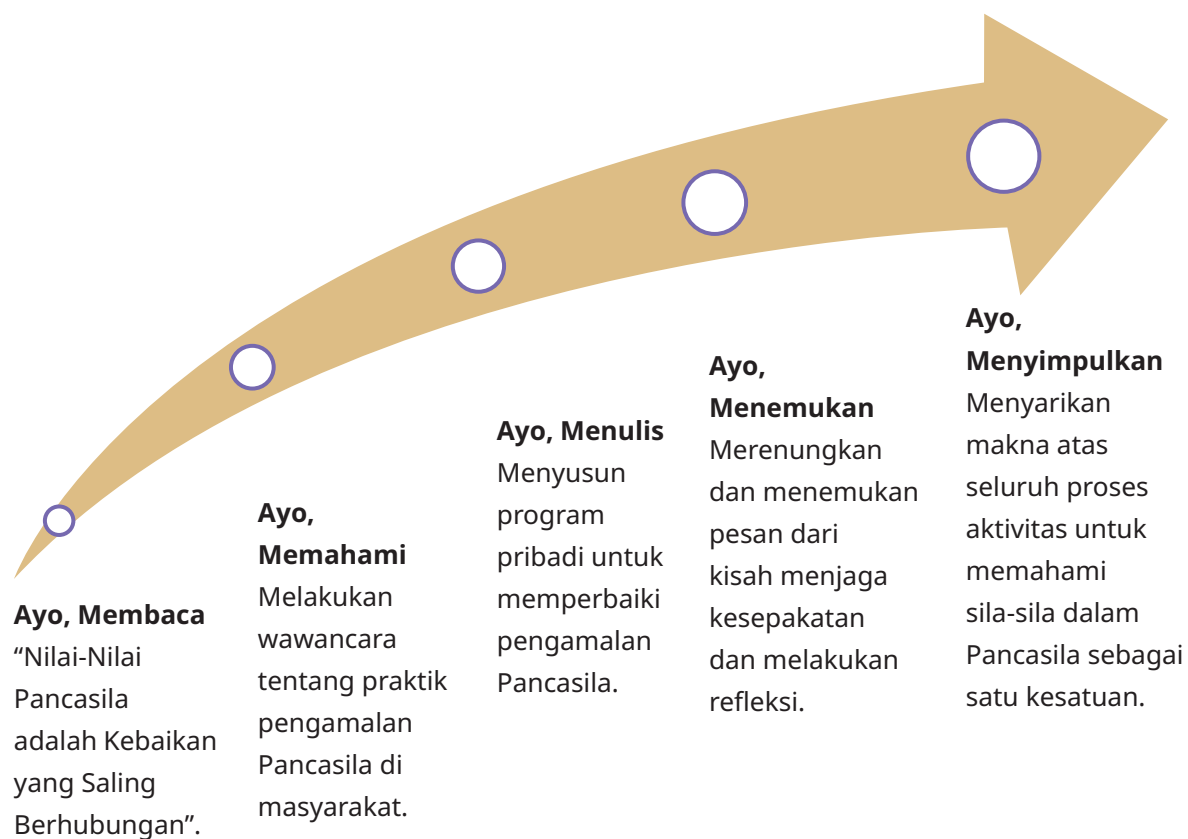 Ayo, Membaca
“Nilai-Nilai
Pancasila
adalah Kebaikan
yang Saling
Berhubungan”.
Ayo,
Memahami
Melakukan
wawancara
tentang praktik
pengamalan
Pancasila di
masyarakat.
Ayo, Menulis
Menyusun
program
pribadi untuk
memperbaiki
pengamalan
Pancasila.
Ayo,
Menemukan
Merenungkan
dan menemukan
pesan dari
kisah menjaga
kesepakatan
dan melakukan
refleksi.
Ayo,
Menyimpulkan
Menyarikan
makna atas
seluruh proses
aktivitas untuk
memahami
sila-sila dalam
Pancasila sebagai
satu kesatuan.